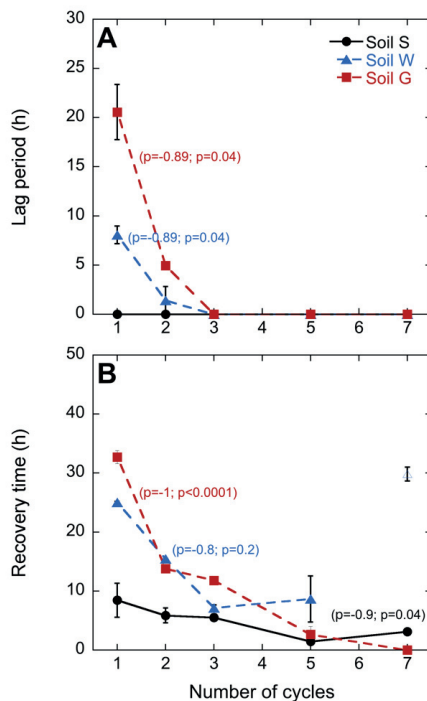 A
30
Soil S
Soil W
Soil G
25
20
(p=-0.89; p=0.04)
15
10
(p=-0.89; p=0.04)
5
0
Lag period (h)
1 2 3 4 5 6 7
B
50
40
30
(p=-1; p<0.0001)
20
(p=-0.8; p=0.2)
10
(p=-0.9; p=0.04)
0
Recovery time (h)
1 2 3 4 5 6 7
Number of cycles